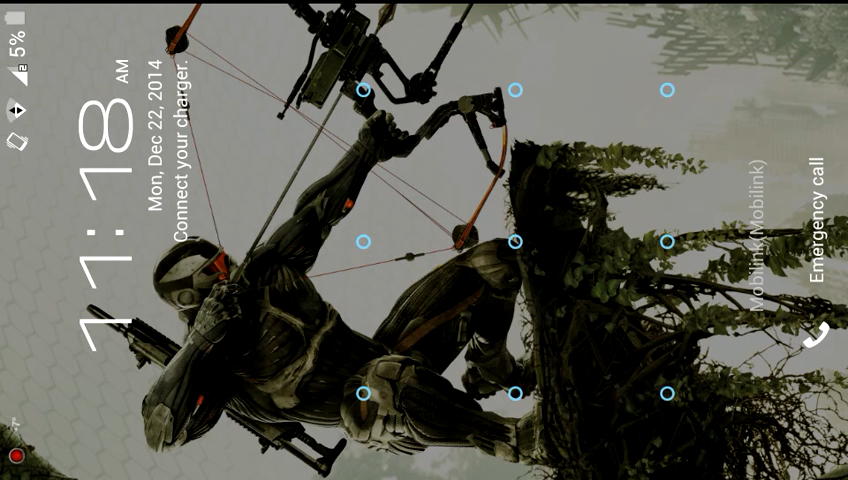 5%
11:18 AM
Mon, Dec 22, 2014
Connect your charger.
Mobilink(Mobilink)
Emergency call